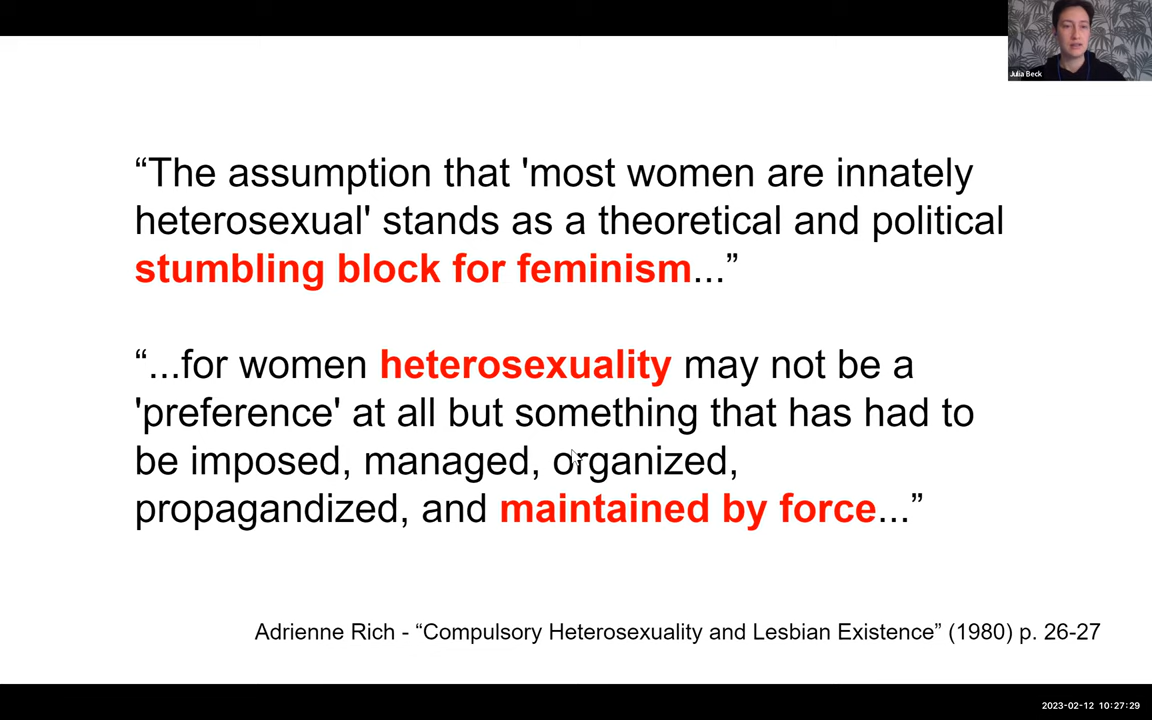 Julia Beck
“The assumption that 'most women are innately
heterosexual' stands as a theoretical and political
stumbling block for feminism...”
“...for women heterosexuality may not be a
'preference' at all but something that has had to
be imposed, managed, organized,
propagandized, and maintained by force...”
Adrienne Rich - “Compulsory Heterosexuality and Lesbian Existence” (1980) p. 26-27
2023-02-12 10:27:29